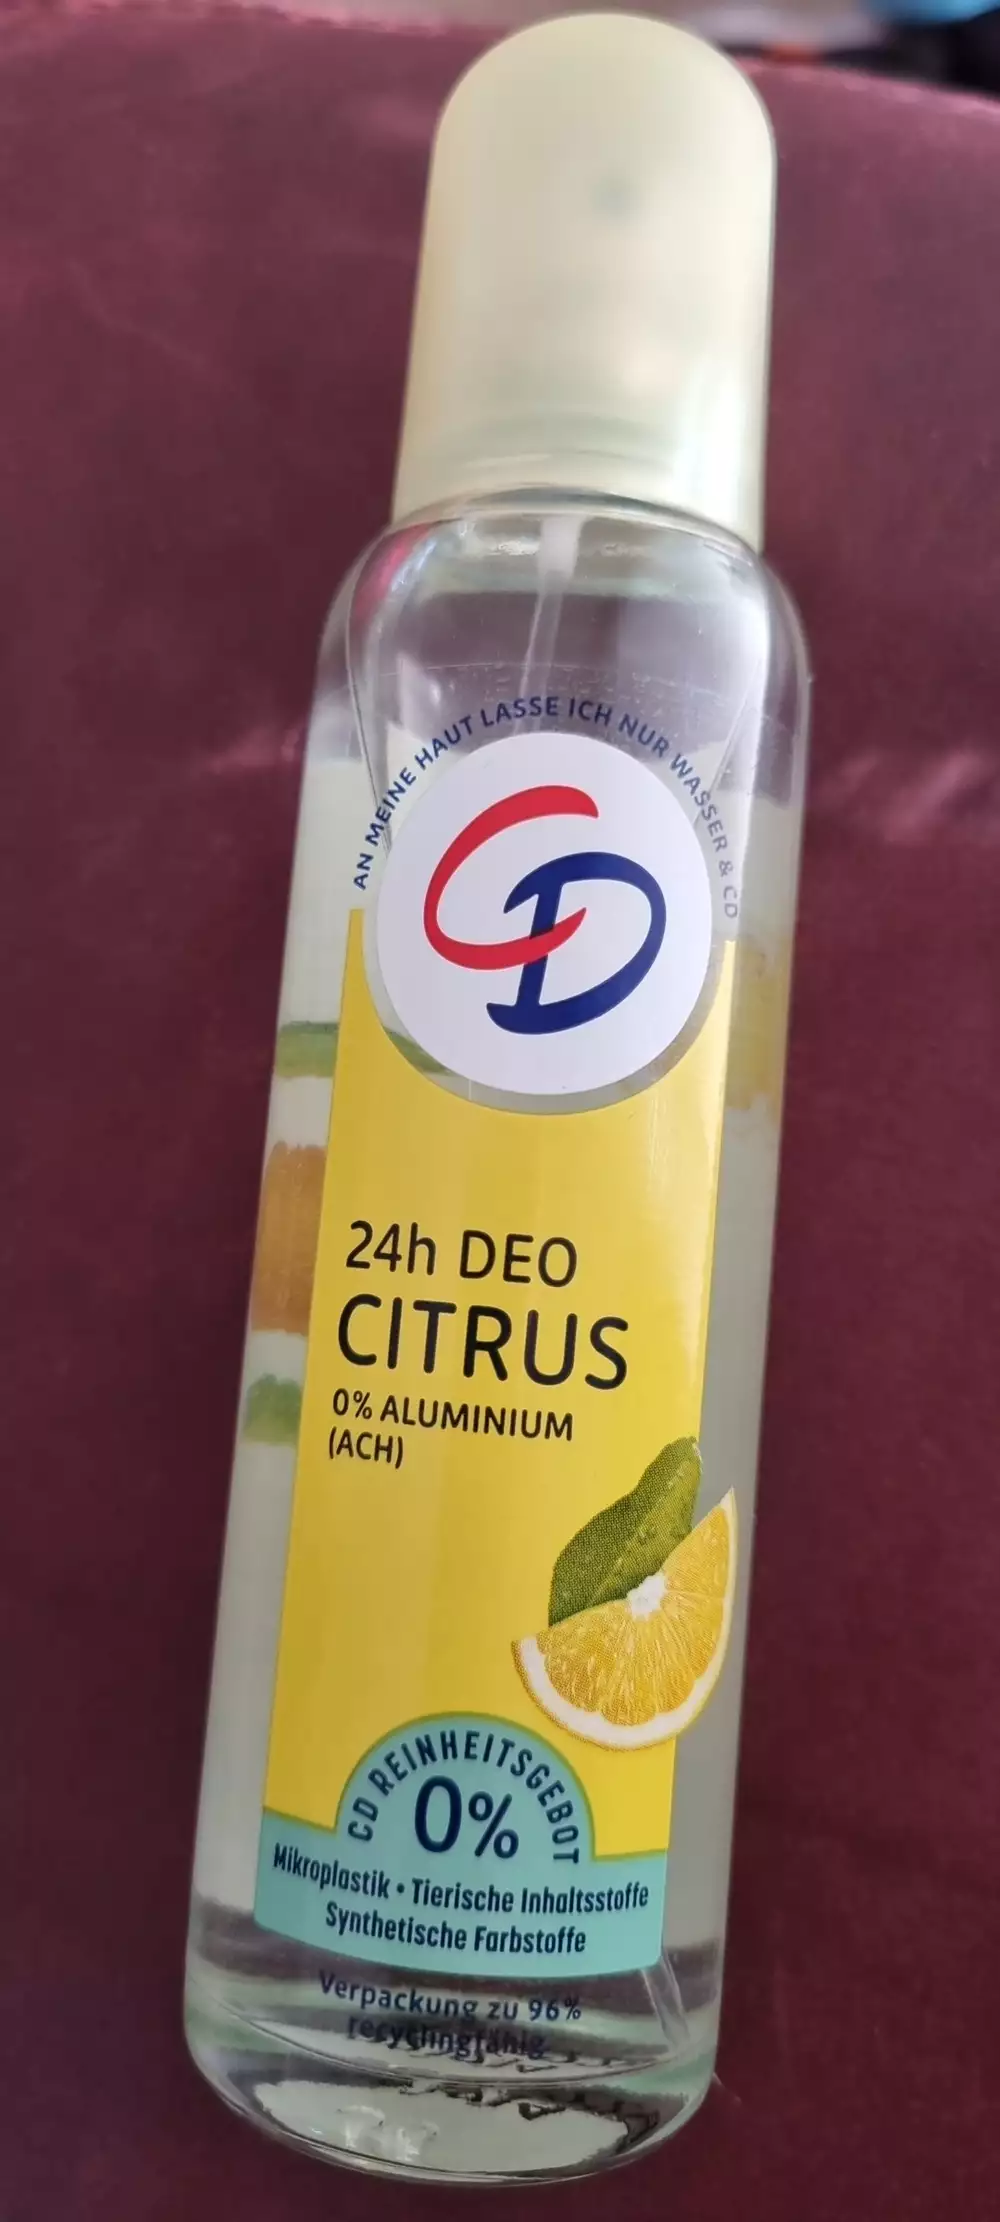 AN MEINE HAUT LASSE ICH NUR WASSER & CD
CD
24h DEO
CITRUS
0% ALUMINIUM
(ACH)
CD REINHEITSGEBOT
0%
Mikroplastik • Tierische Inhaltsstoffe
Synthetische Farbstoffe
Verpackung zu 96%
recyclingfähig